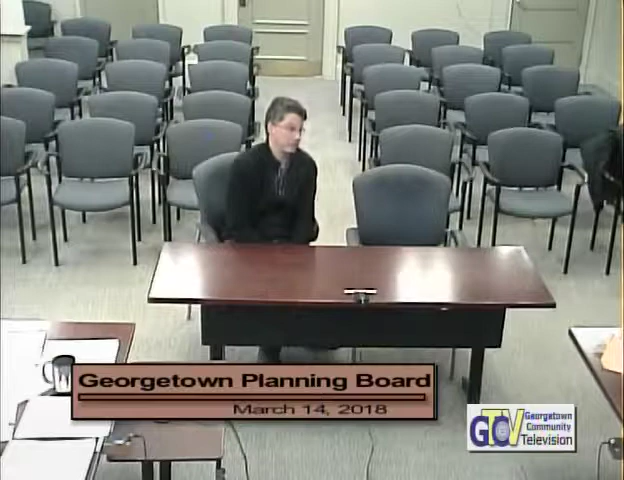 Georgetown Planning Board
March 14, 2018
GCTV
Georgetown
Community
Television